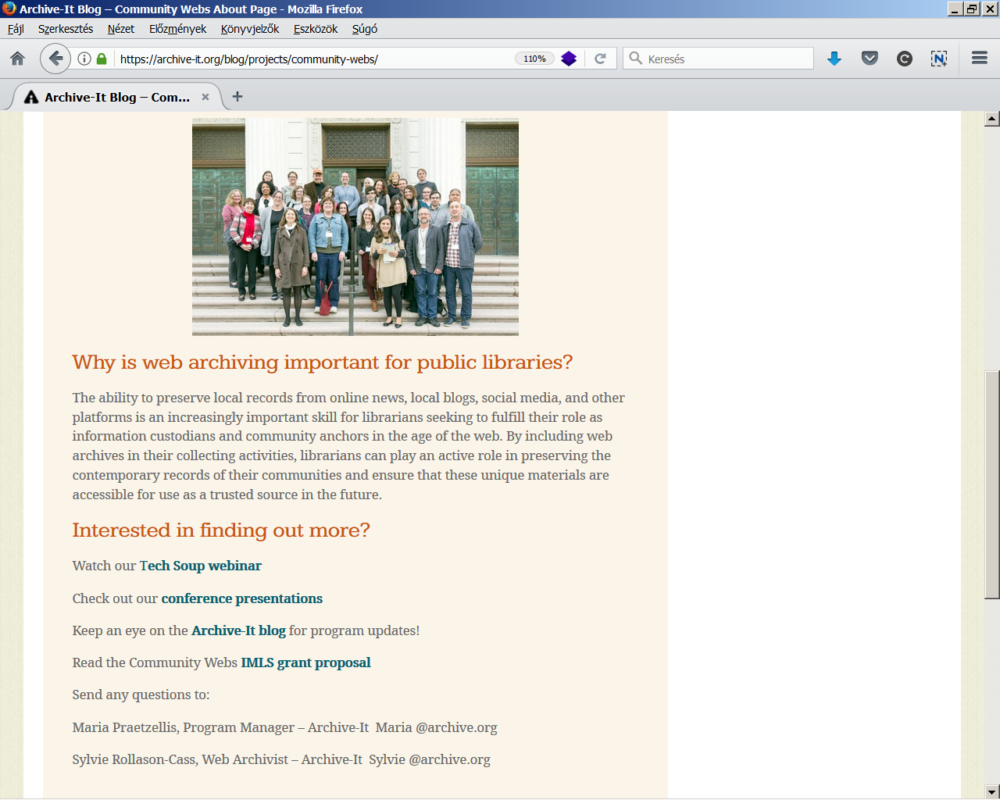 Archive-It Blog – Community Webs About Page - Mozilla Firefox
Fájl Szerkesztés Nézet Előzmények Könyvjelzők Eszközök Súgó
https://archive-it.org/blog/projects/community-webs/ 110% Keresés
Archive-It Blog – Com...
Why is web archiving important for public libraries?
The ability to preserve local records from online news, local blogs, social media, and other
platforms is an increasingly important skill for librarians seeking to fulfill their role as
information custodians and community anchors in the age of the web. By including web
archives in their collecting activities, librarians can play an active role in preserving the
contemporary records of their communities and ensure that these unique materials are
accessible for use as a trusted source in the future.
Interested in finding out more?
Watch our Tech Soup webinar
Check out our conference presentations
Keep an eye on the Archive-It blog for program updates!
Read the Community Webs IMLS grant proposal
Send any questions to:
Maria Praetzellis, Program Manager – Archive-It  Maria @archive.org
Sylvie Rollason-Cass, Web Archivist – Archive-It  Sylvie @archive.org